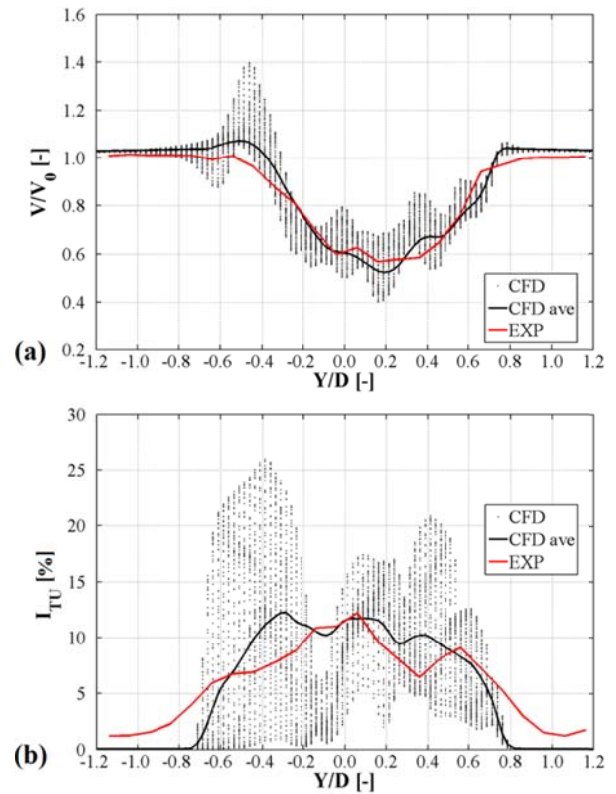 1.6
1.4
1.2
1.0
0.8
0.6
0.4
0.2
V/V0 [-]
CFD
CFD ave
EXP
(a)
-1.2 -1.0 -0.8 -0.6 -0.4 -0.2 0.0 0.2 0.4 0.6 0.8 1.0 1.2
Y/D [-]
30
25
20
15
10
5
0
ITU [%]
CFD
CFD ave
EXP
(b)
-1.2 -1.0 -0.8 -0.6 -0.4 -0.2 0.0 0.2 0.4 0.6 0.8 1.0 1.2
Y/D [-]